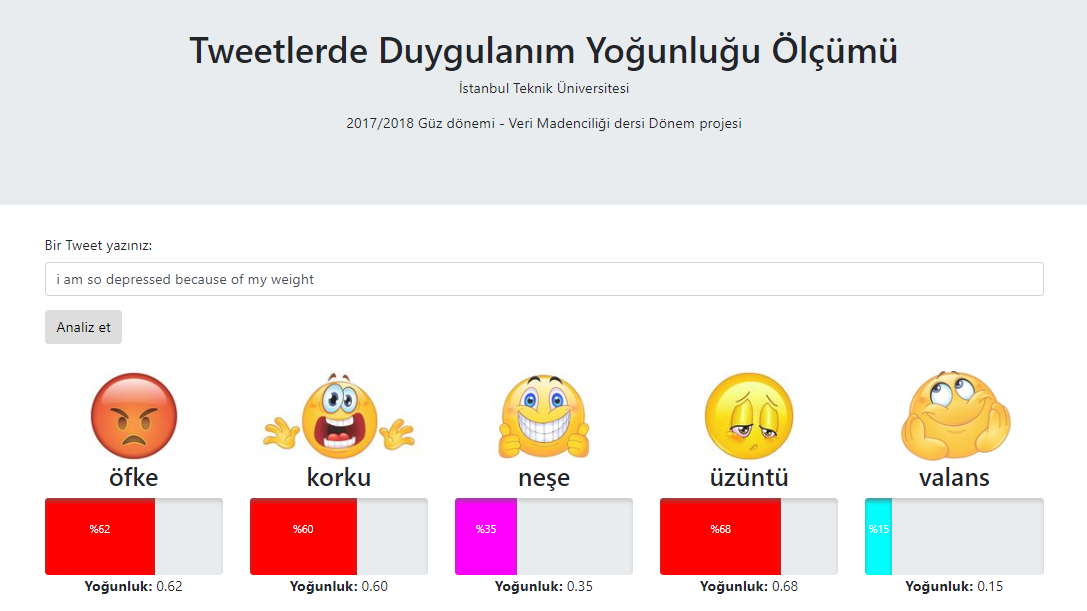 Tweetlerde Duygulanım Yoğunluğu Ölçümü
İstanbul Teknik Üniversitesi
2017/2018 Güz dönemi - Veri Madenciliği dersi Dönem projesi
Bir Tweet yazınız:
i am so depressed because of my weight
Analiz et
öfke korku neşe üzüntü valans
%62 %60 %35 %68 %15
Yoğunluk: 0.62 Yoğunluk: 0.60 Yoğunluk: 0.35 Yoğunluk: 0.68 Yoğunluk: 0.15